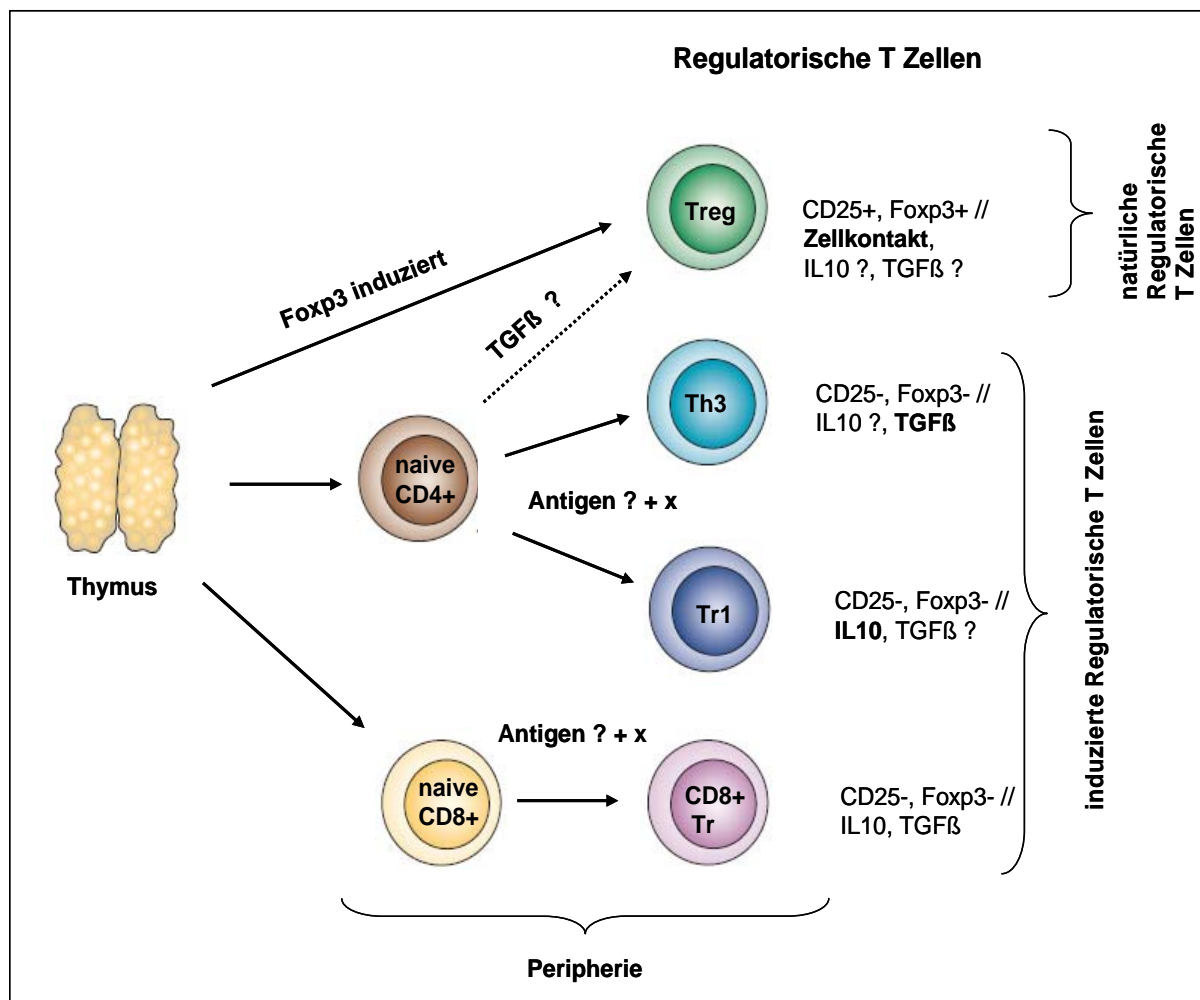 Regulatorische T Zellen
Treg
CD25+, Foxp3+ //
Zellkontakt,
IL10 ?, TGFß ?
natürliche
Regulatorische
T Zellen
Foxp3 induziert
TGFß ?
Th3
CD25-, Foxp3- //
IL10 ?, TGFß
naive
CD4+
Antigen ? + x
Thymus
Tr1
CD25-, Foxp3- //
IL10, TGFß ?
induzierte Regulatorische T Zellen
Antigen ? + x
naive
CD8+
CD8+
Tr
CD25-, Foxp3- //
IL10, TGFß
Peripherie